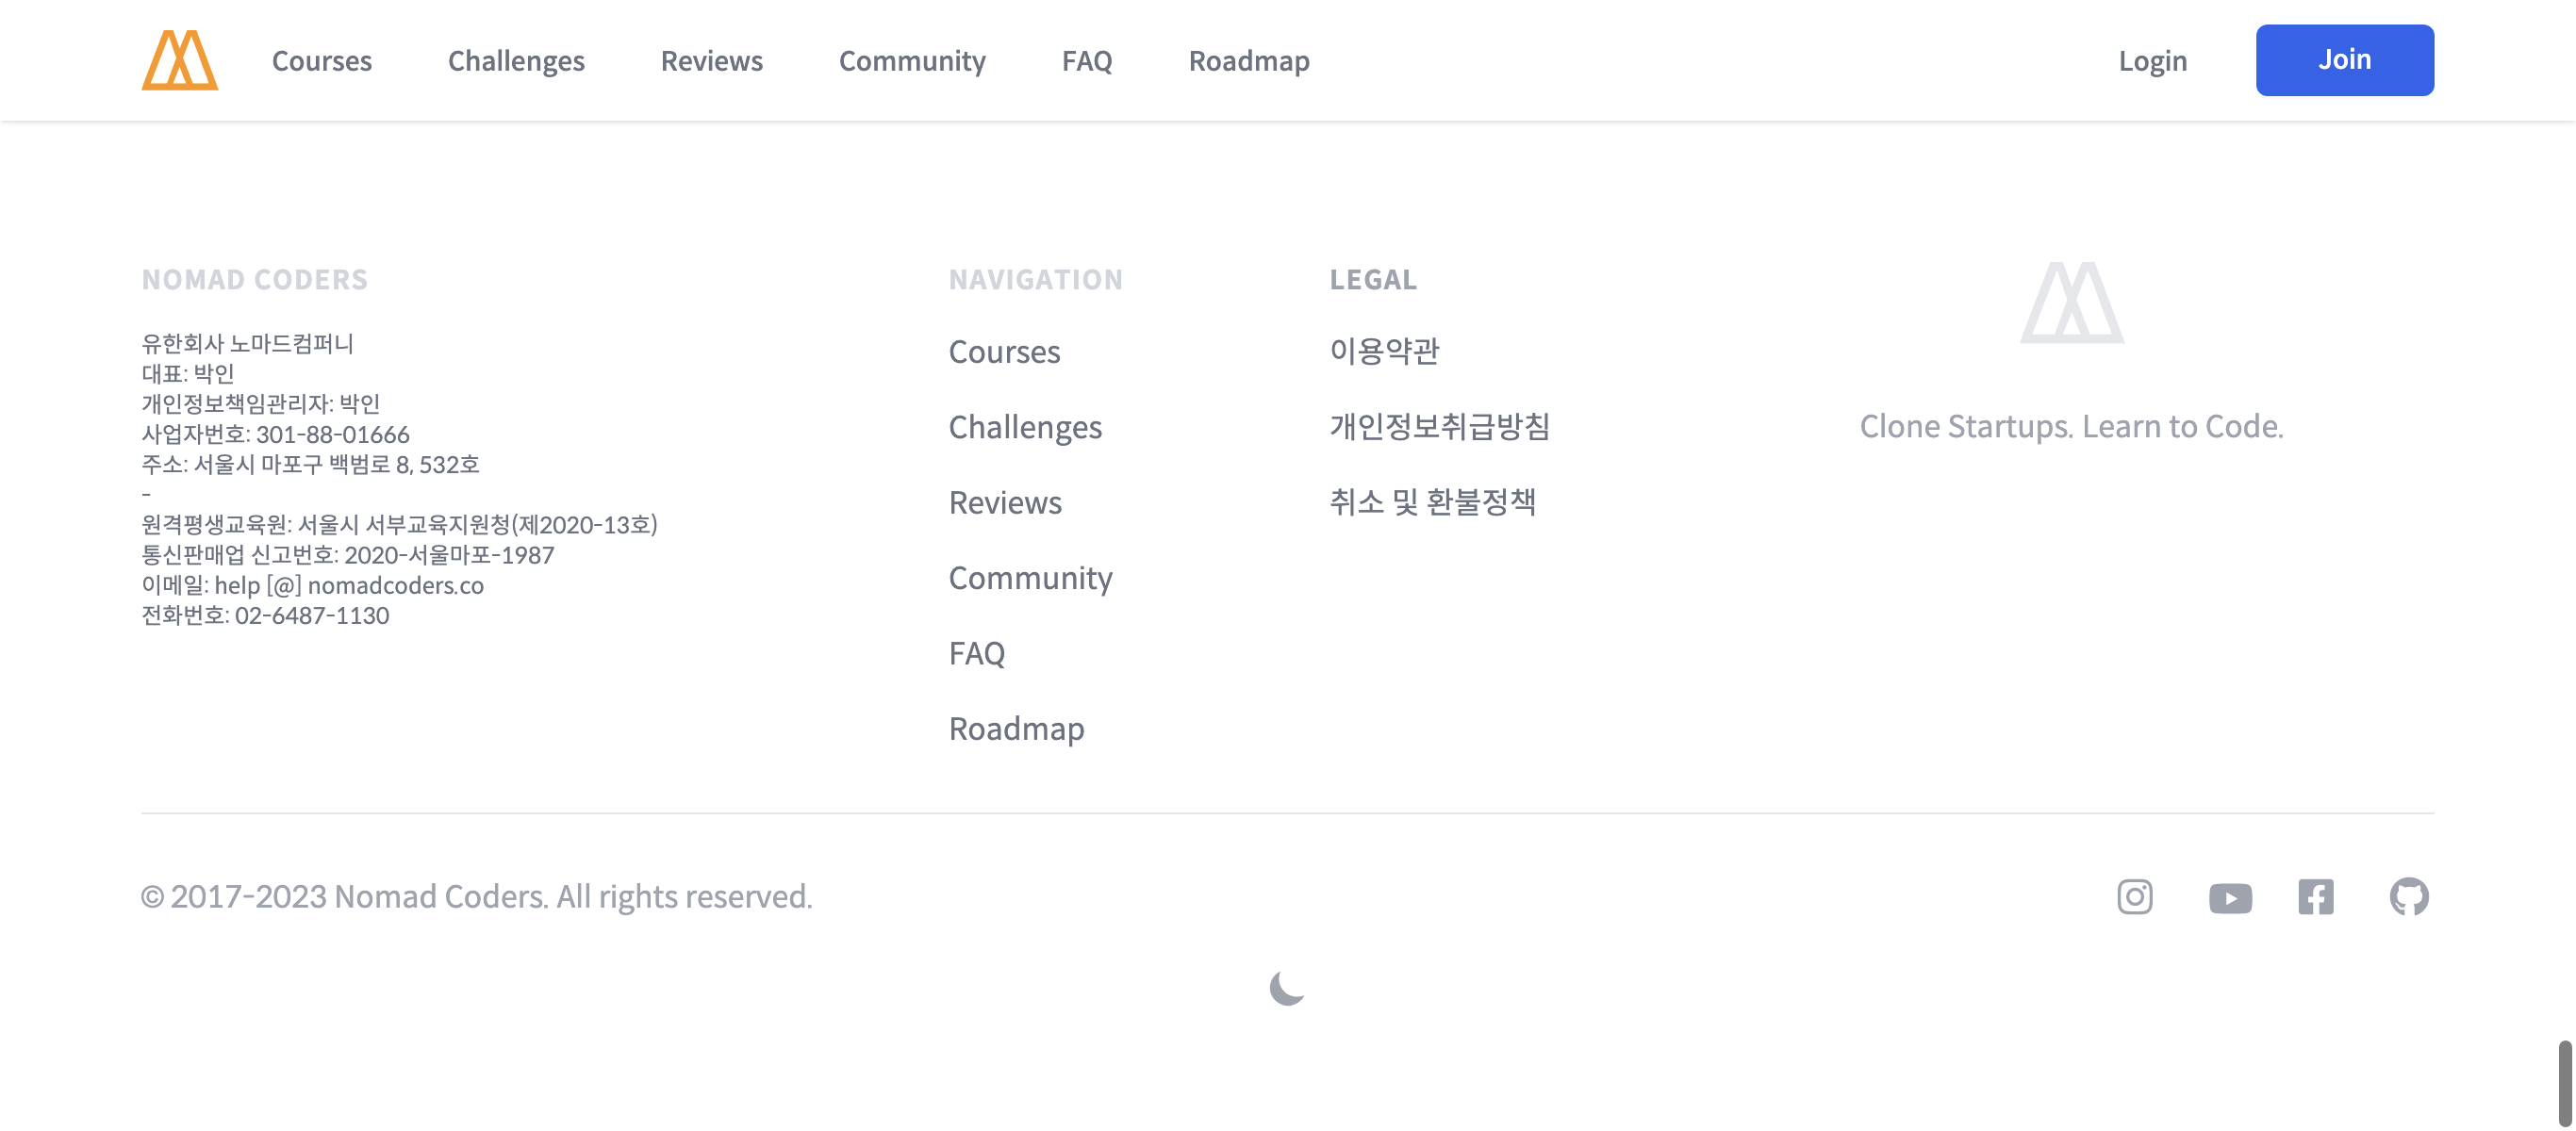 Courses Challenges Reviews Community FAQ Roadmap Login Join
NOMAD CODERS
유한회사 노마드컴퍼니
대표: 박인
개인정보책임관리자: 박인
사업자번호: 301-88-01666
주소: 서울시 마포구 백범로 8, 532호
-
원격평생교육원: 서울시 서부교육지원청(제2020-13호)
통신판매업 신고번호: 2020-서울마포-1987
이메일: help [@] nomadcoders.co
전화번호: 02-6487-1130
NAVIGATION
Courses
Challenges
Reviews
Community
FAQ
Roadmap
LEGAL
이용약관
개인정보취급방침
취소 및 환불정책
Clone Startups. Learn to Code.
© 2017-2023 Nomad Coders. All rights reserved.